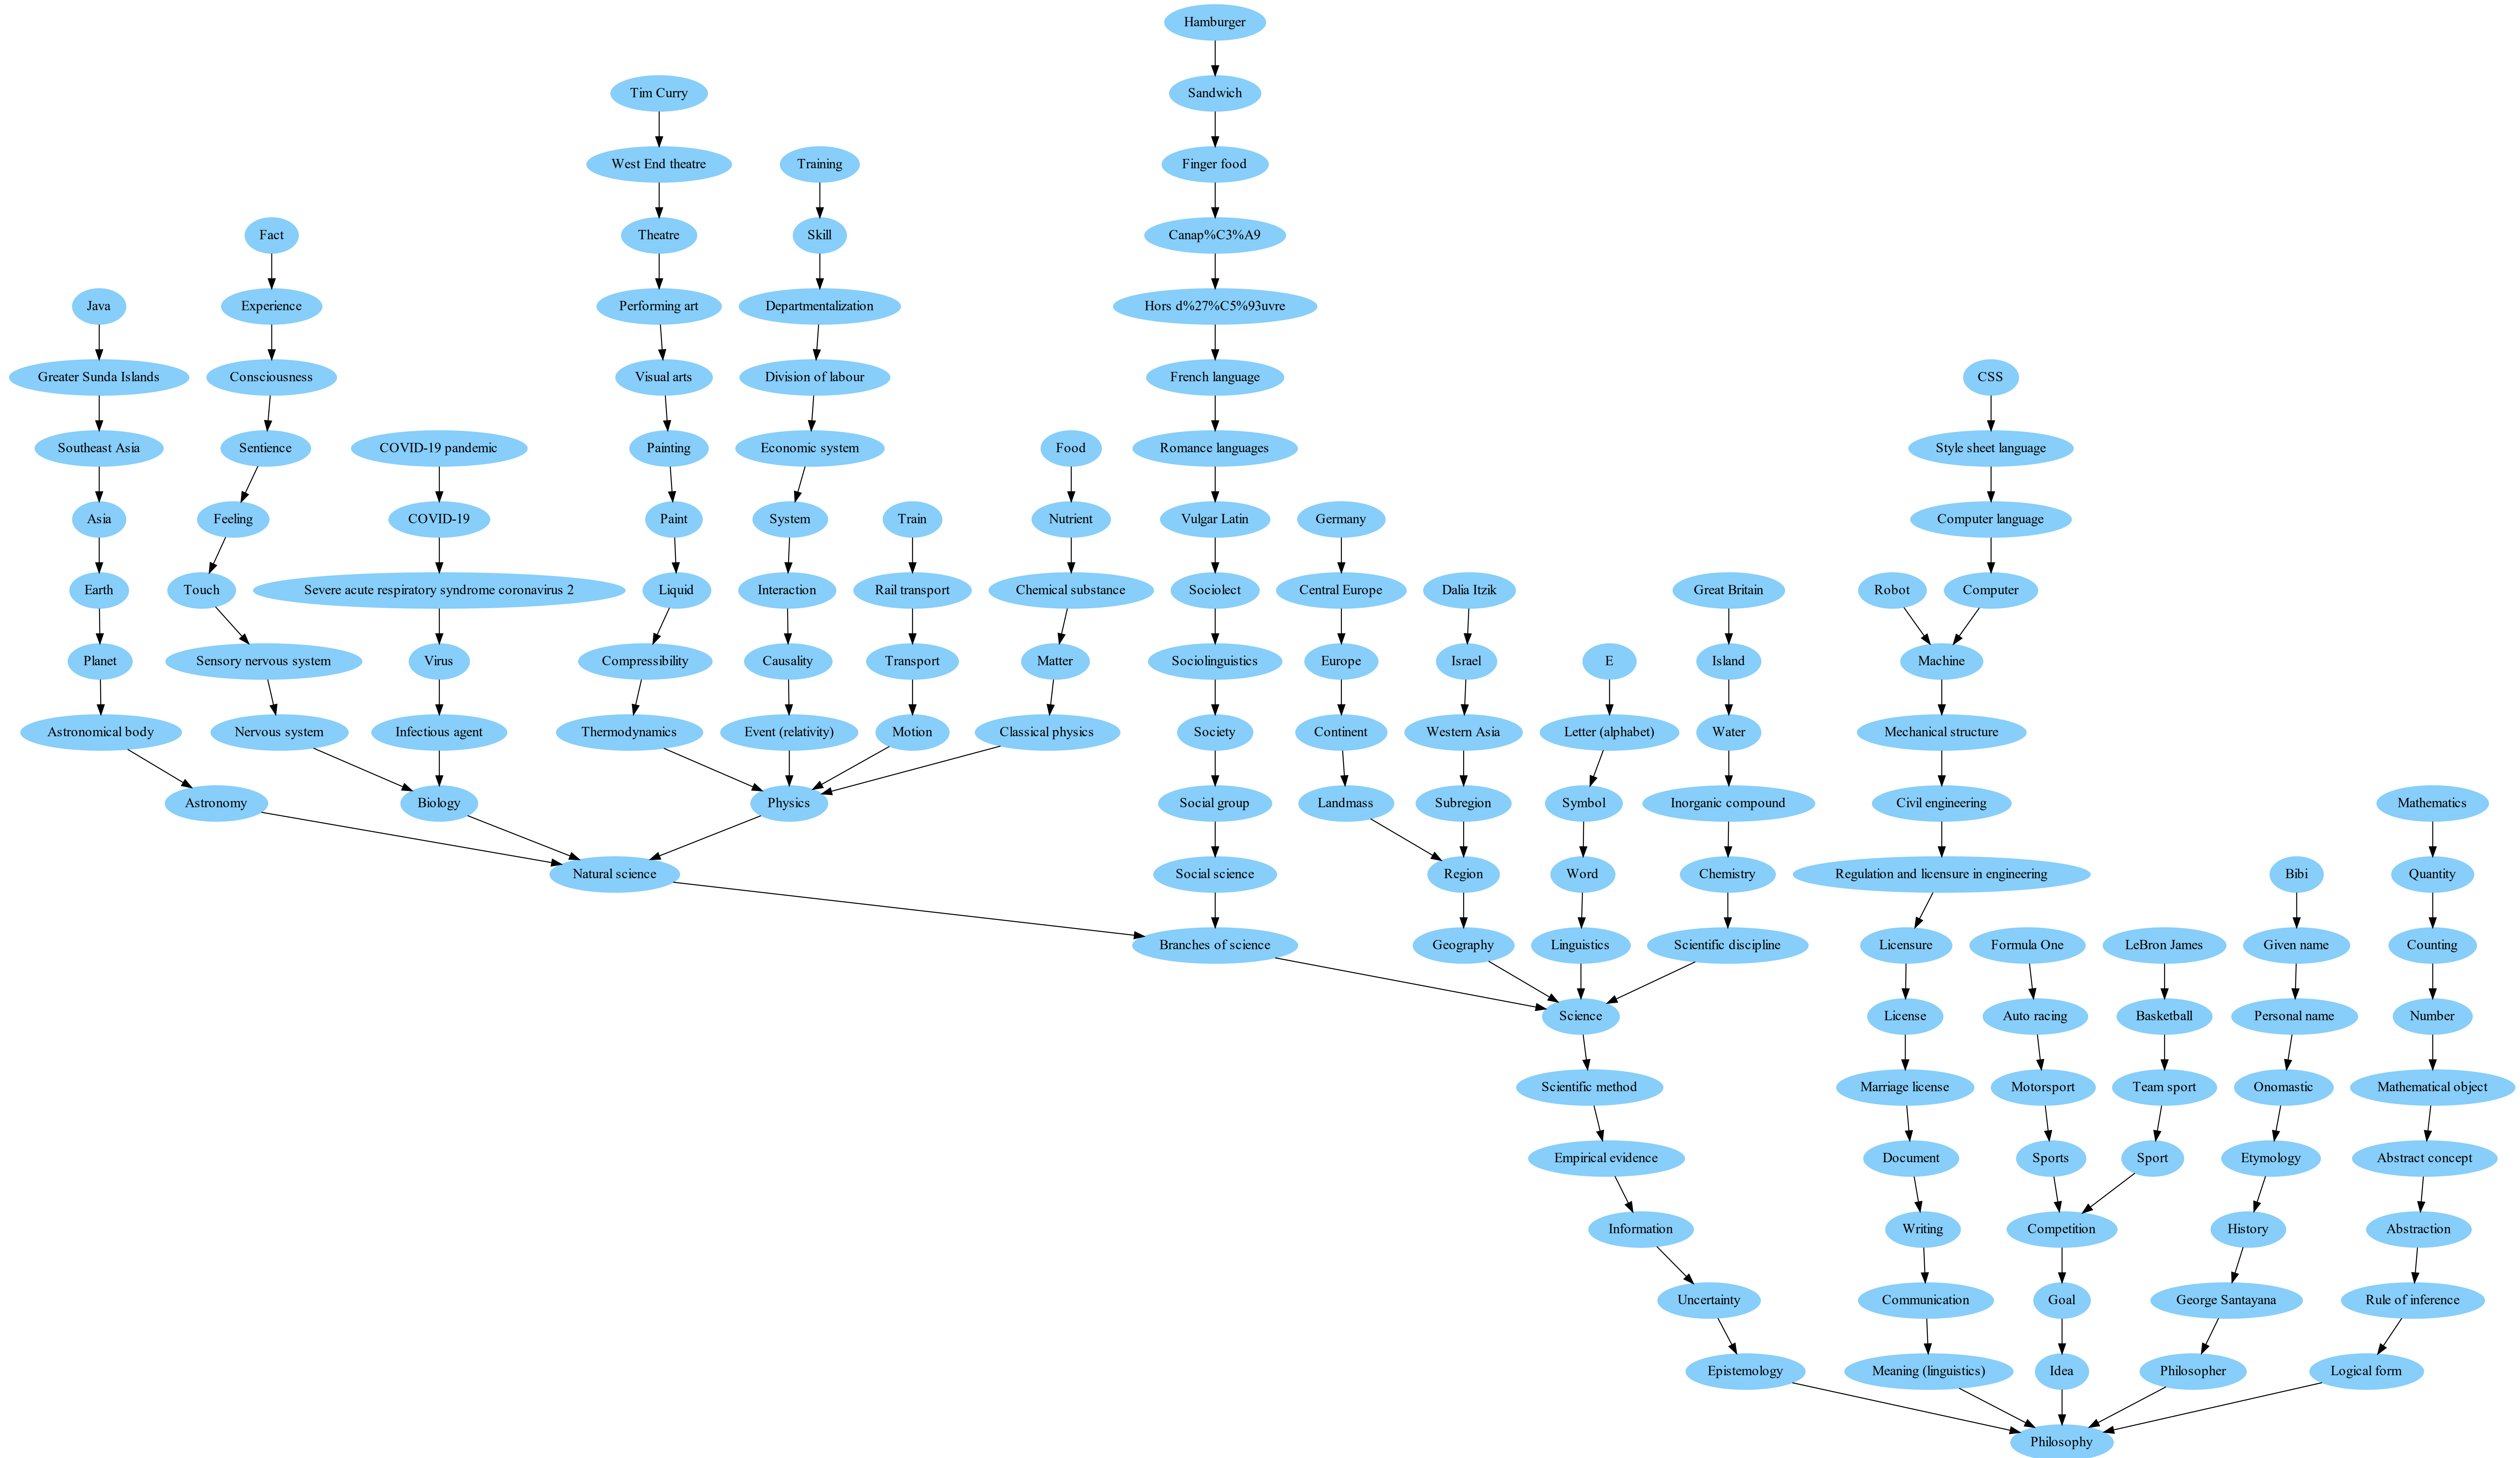 Hamburger
Tim Curry
Sandwich
West End theatre
Training
Finger food
Fact
Theatre
Skill
Canap%C3%A9
Java
Experience
Performing art
Departmentalization
Hors d%27%C5%93uvre
Greater Sunda Islands
Consciousness
Visual arts
Division of labour
French language
CSS
Southeast Asia
Sentience
COVID-19 pandemic
Painting
Economic system
Food
Romance languages
Style sheet language
Asia
Feeling
COVID-19
Paint
System
Train
Nutrient
Vulgar Latin
Germany
Computer language
Earth
Touch
Severe acute respiratory syndrome coronavirus 2
Liquid
Interaction
Rail transport
Chemical substance
Sociolect
Central Europe
Dalia Itzik
Great Britain
Robot
Computer
Planet
Sensory nervous system
Virus
Compressibility
Causality
Transport
Matter
Sociolinguistics
Europe
Israel
E
Island
Machine
Astronomical body
Nervous system
Infectious agent
Thermodynamics
Event (relativity)
Motion
Classical physics
Society
Continent
Western Asia
Letter (alphabet)
Water
Mechanical structure
Astronomy
Biology
Physics
Social group
Landmass
Subregion
Symbol
Inorganic compound
Civil engineering
Mathematics
Natural science
Social science
Region
Word
Chemistry
Regulation and licensure in engineering
Bibi
Quantity
Branches of science
Geography
Linguistics
Scientific discipline
Licensure
Formula One
LeBron James
Given name
Counting
Science
License
Auto racing
Basketball
Personal name
Number
Scientific method
Marriage license
Motorsport
Team sport
Onomastic
Mathematical object
Empirical evidence
Document
Sports
Sport
Etymology
Abstract concept
Information
Writing
Competition
History
Abstraction
Uncertainty
Communication
Goal
George Santayana
Rule of inference
Epistemology
Meaning (linguistics)
Idea
Philosopher
Logical form
Philosophy